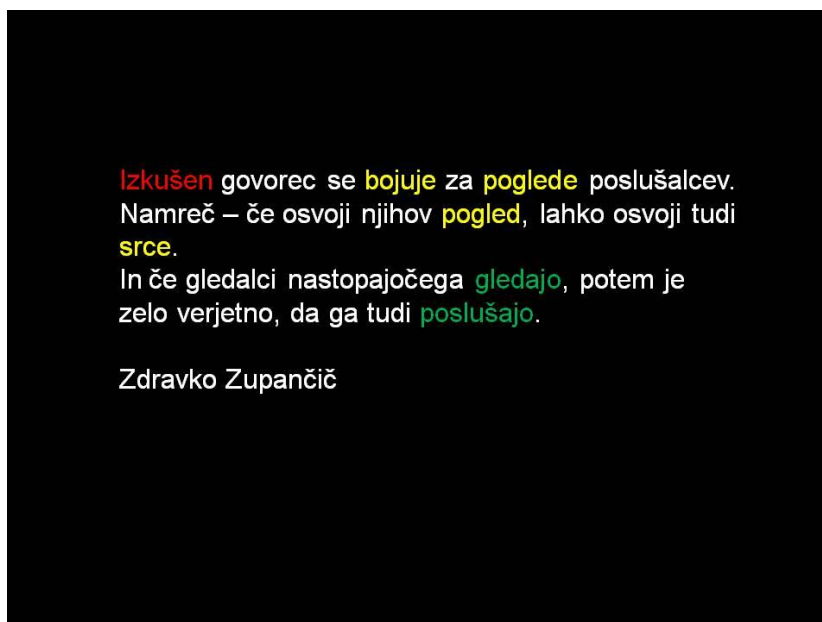 Izkušen govorec se bojuje za poglede poslušalcev.
Namreč – če osvoji njihov pogled, lahko osvoji tudi
srce.
In če gledalci nastopajočega gledajo, potem je
zelo verjetno, da ga tudi poslušajo.
Zdravko Zupančič